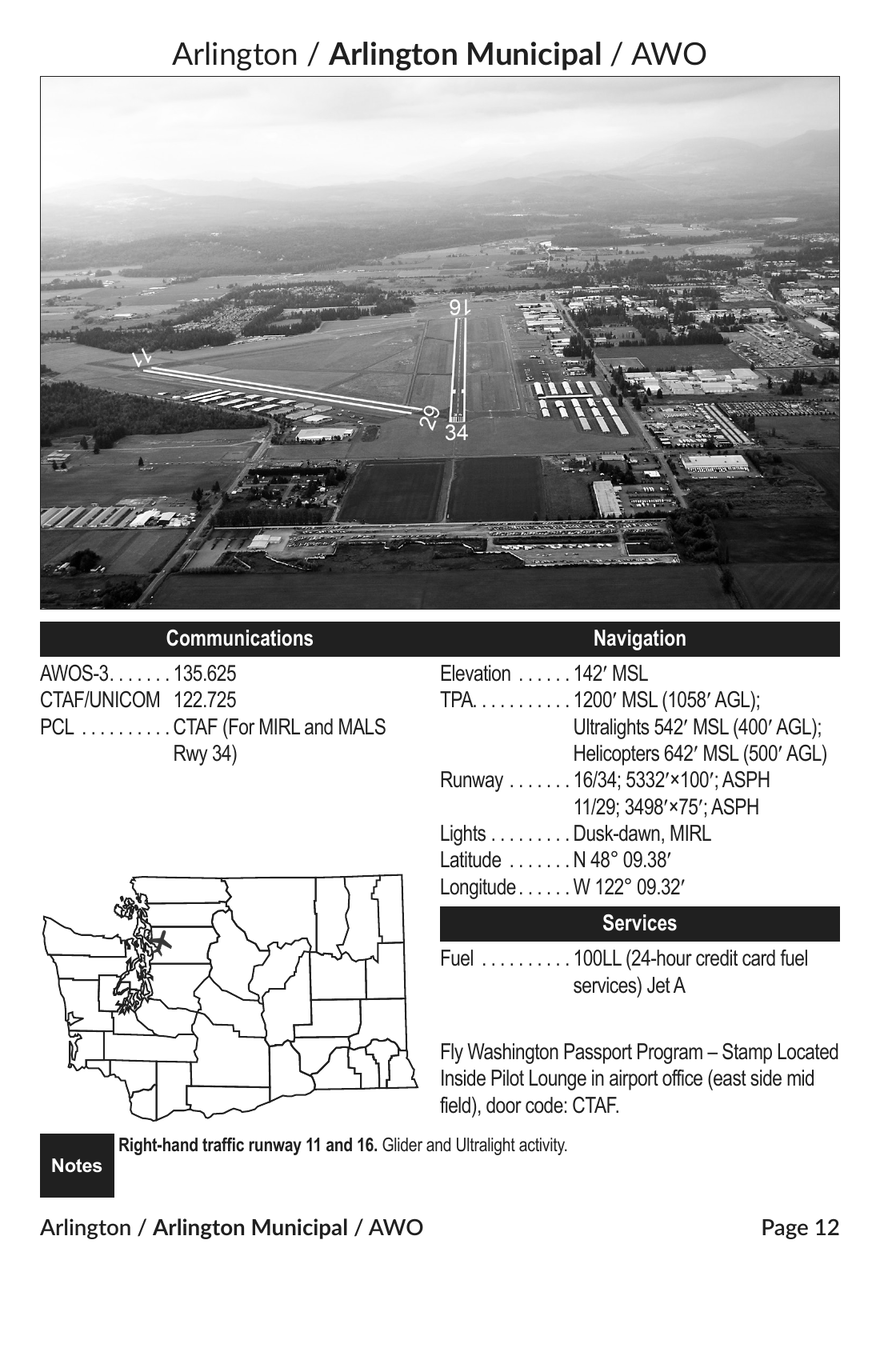 Arlington / Arlington Municipal / AWO
16
11
29
34
Communications
AWOS-3. . . . . . . 135.625
CTAF/UNICOM 122.725
PCL . . . . . . . . . . CTAF (For MIRL and MALS
Rwy 34)
Navigation
Elevation . . . . . . 142′ MSL
TPA. . . . . . . . . . . 1200′ MSL (1058′ AGL);
Ultralights 542′ MSL (400′ AGL);
Helicopters 642′ MSL (500′ AGL)
Runway . . . . . . . 16/34; 5332′×100′; ASPH
11/29; 3498′×75′; ASPH
Lights . . . . . . . . . Dusk-dawn, MIRL
Latitude . . . . . . . N 48° 09.38′
Longitude . . . . . . W 122° 09.32′
Services
Fuel . . . . . . . . . . 100LL (24-hour credit card fuel
services) Jet A
Fly Washington Passport Program – Stamp Located
Inside Pilot Lounge in airport office (east side mid
field), door code: CTAF.
Notes
Right-hand traffic runway 11 and 16. Glider and Ultralight activity.
Arlington / Arlington Municipal / AWO
Page 12